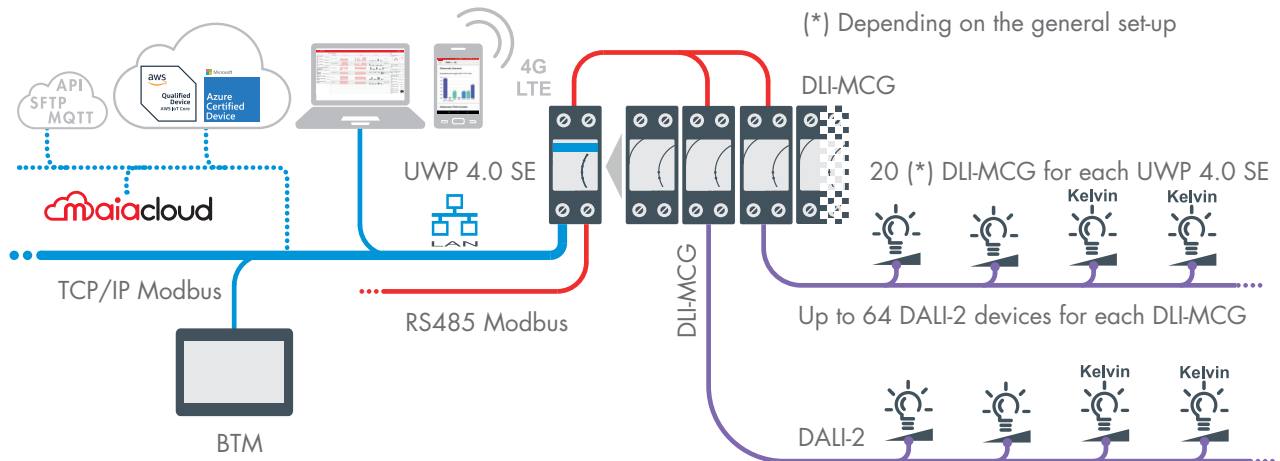 (*) Depending on the general set-up
API
SFTP
MQTT
aws
Qualified
Device
AWS IoT Core
Microsoft
Azure
Certified
Device
4G
LTE
DLI-MCG
UWP 4.0 SE
20 (*) DLI-MCG for each UWP 4.0 SE
maiacloud
LAN
Kelvin
Kelvin
TCP/IP Modbus
RS485 Modbus
DLI-MCG
Up to 64 DALI-2 devices for each DLI-MCG
Kelvin
Kelvin
BTM
DALI-2